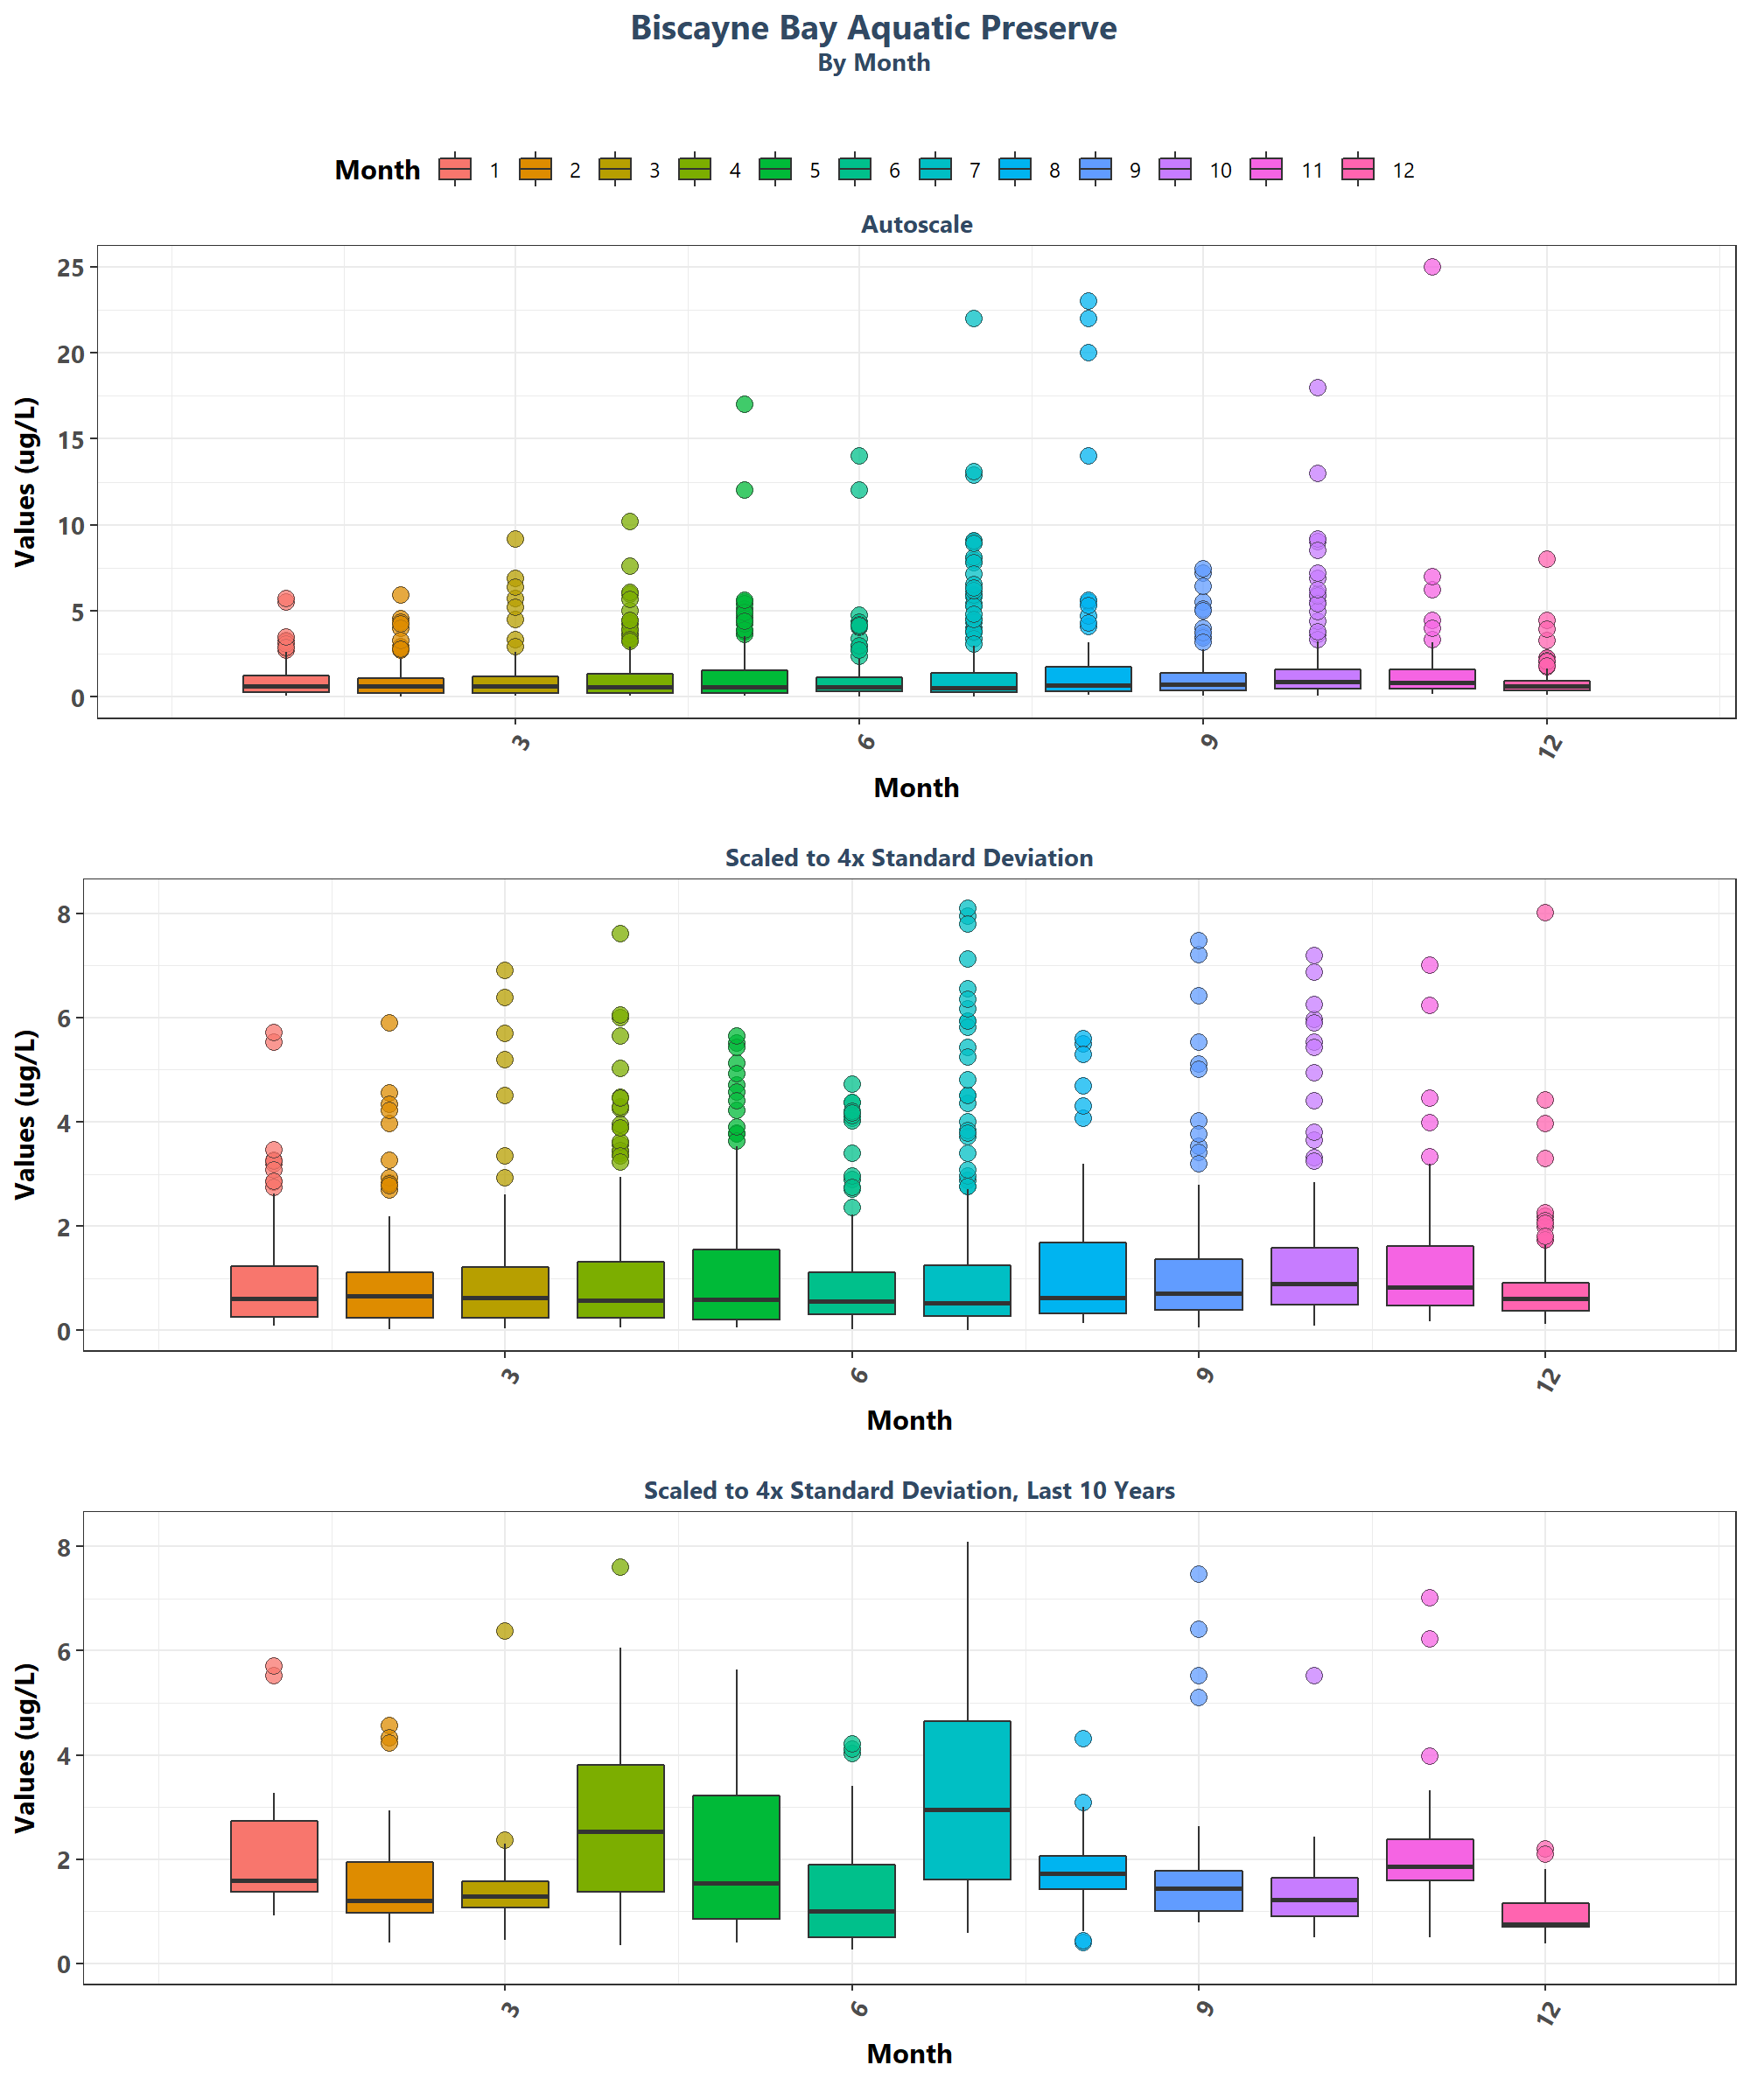 Biscayne Bay Aquatic Preserve
By Month
Month 1 2 3 4 5 6 7 8 9 10 11 12
Autoscale
Values (ug/L)
25
20
15
10
5
0
3 6 9 12
Month
Scaled to 4x Standard Deviation
Values (ug/L)
8
6
4
2
0
3 6 9 12
Month
Scaled to 4x Standard Deviation, Last 10 Years
Values (ug/L)
8
6
4
2
0
3 6 9 12
Month